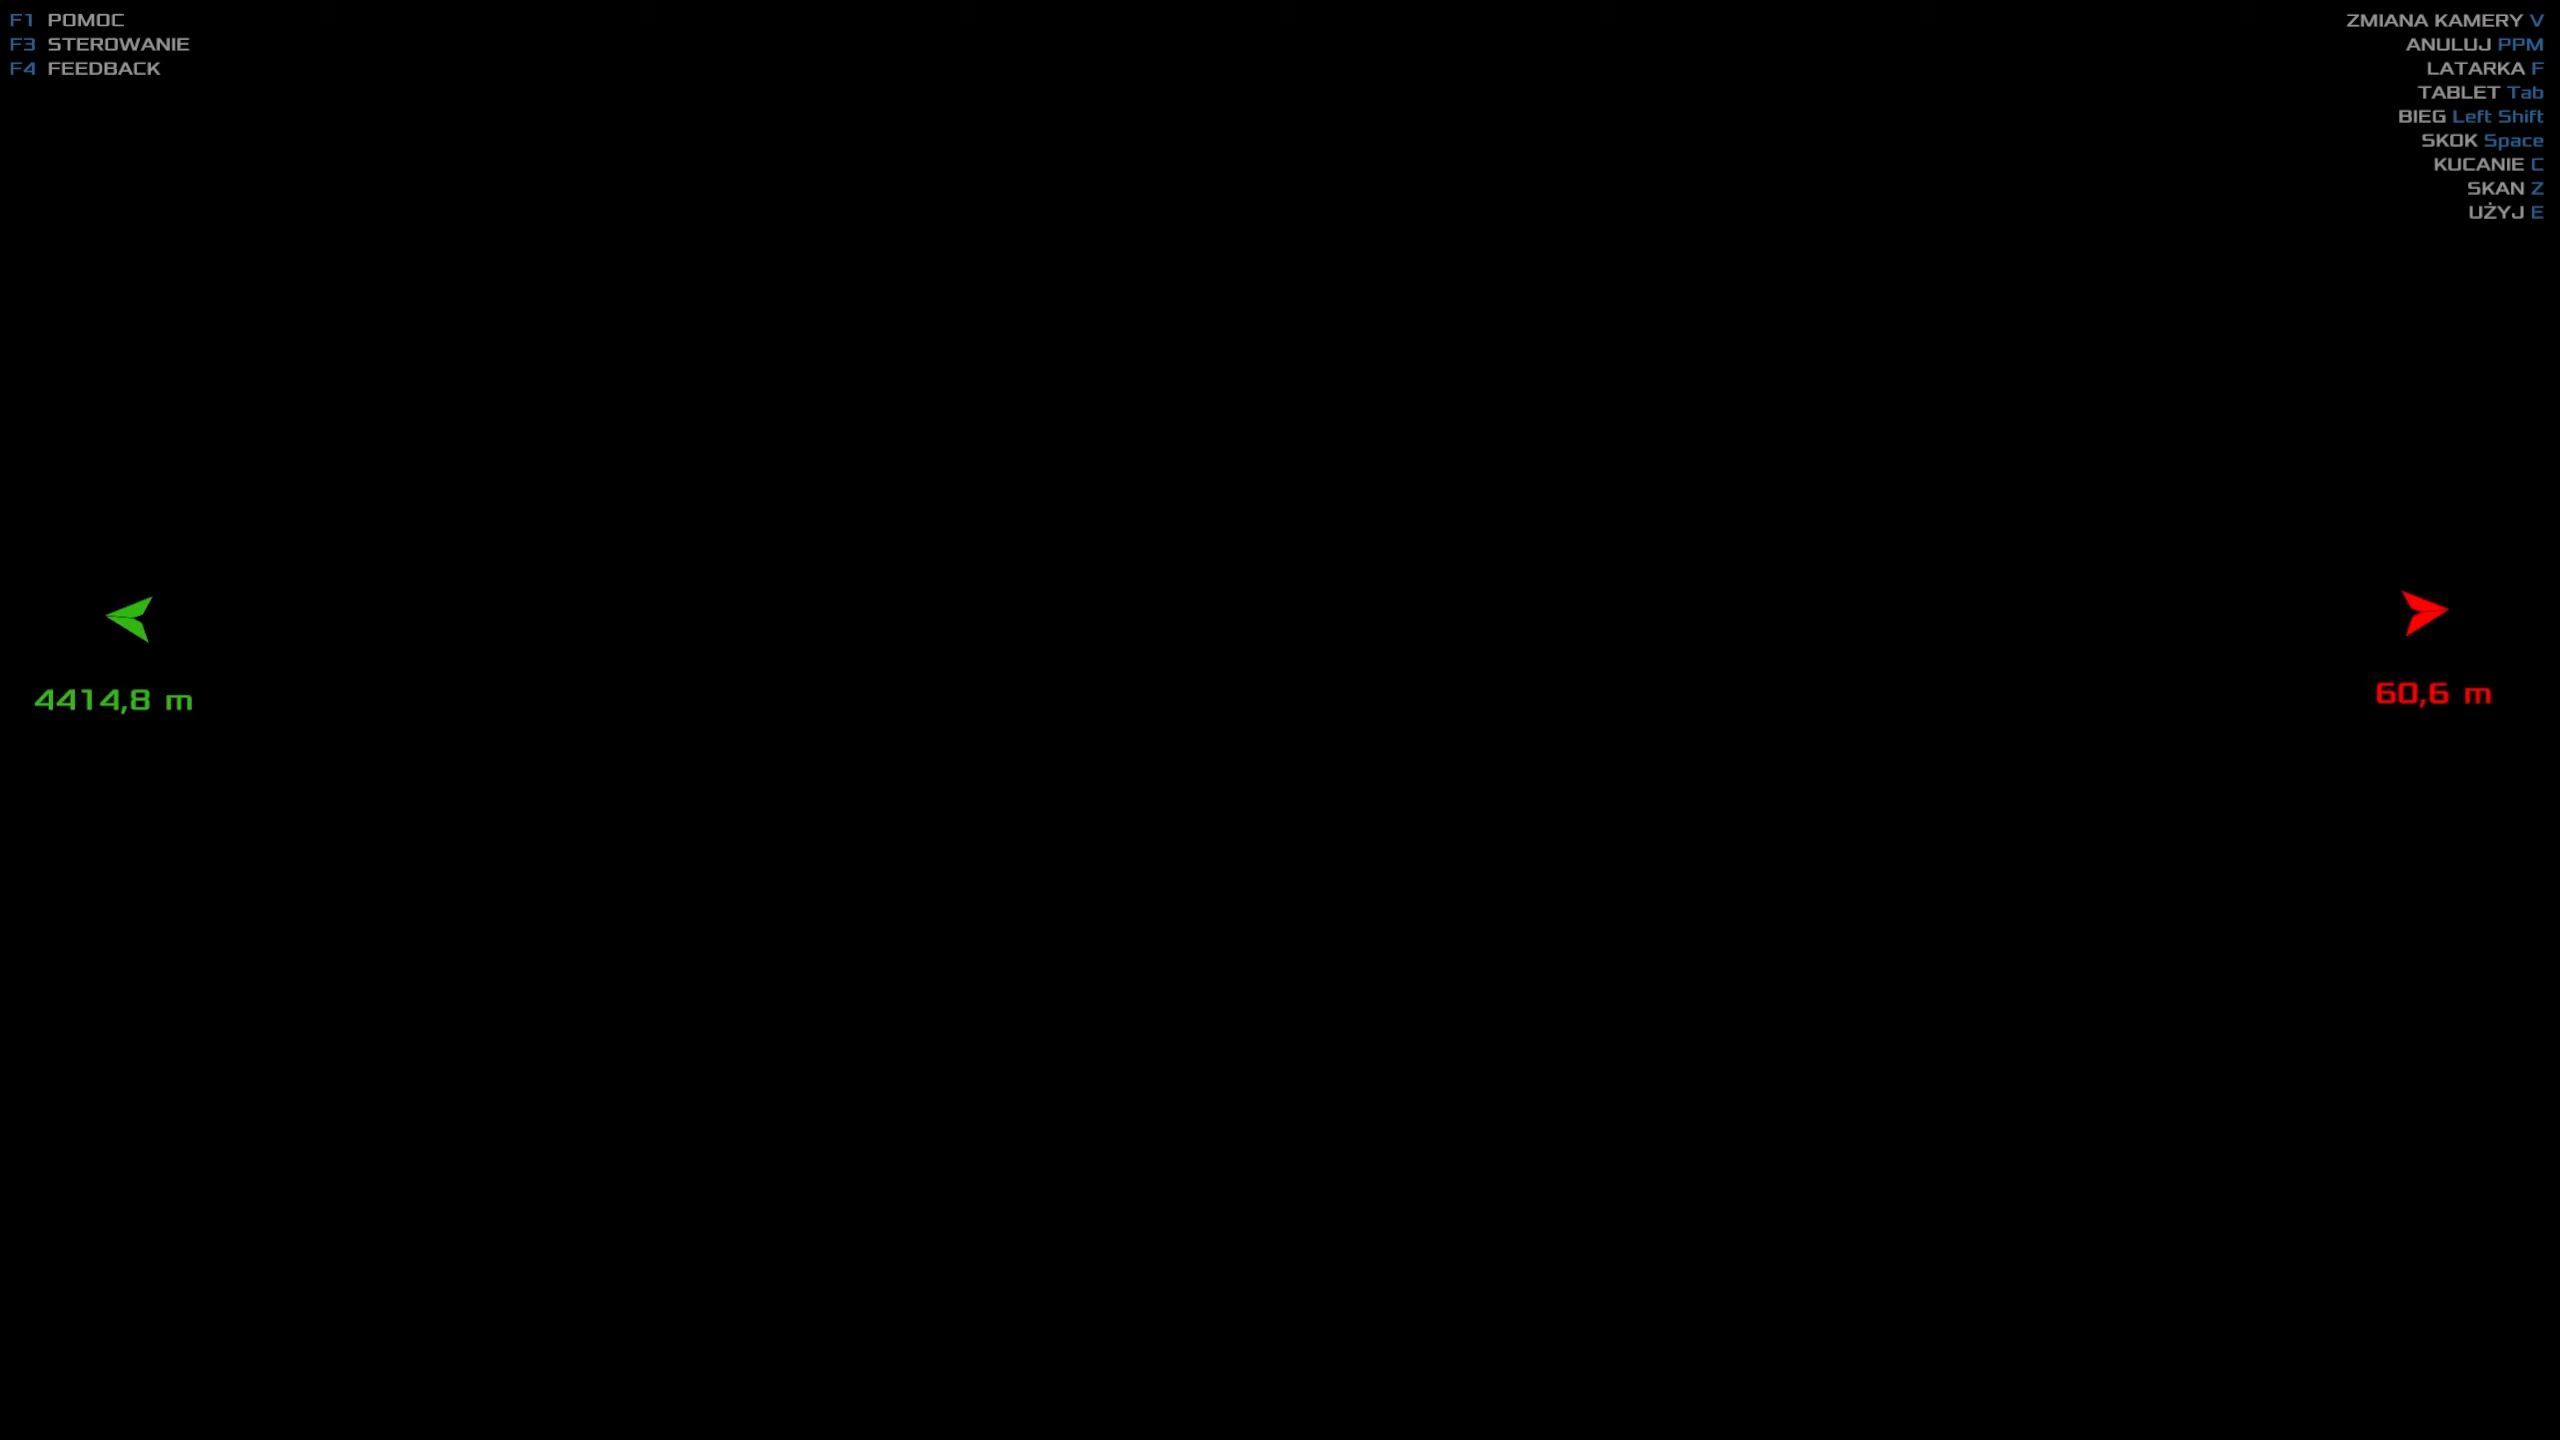 F1 POMOC
F3 STEROWANIE
F4 FEEDBACK
ZMIANA KAMERY V
ANULUJ PPM
LATARKA F
TABLET Tab
BIEG Left Shift
SKOK Space
KUCANIE C
SKAN Z
UŻYJ E
4414,8 m
60,6 m